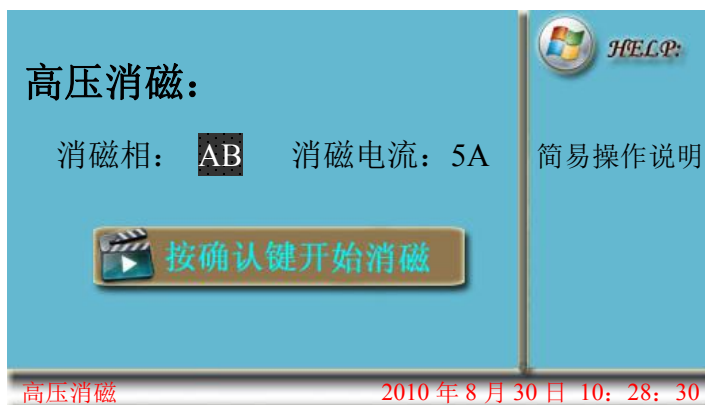 HELP:
高压消磁：
消磁相： AB 消磁电流：5A 简易操作说明
按确认键开始消磁
高压消磁 2010年8月30日 10：28：30